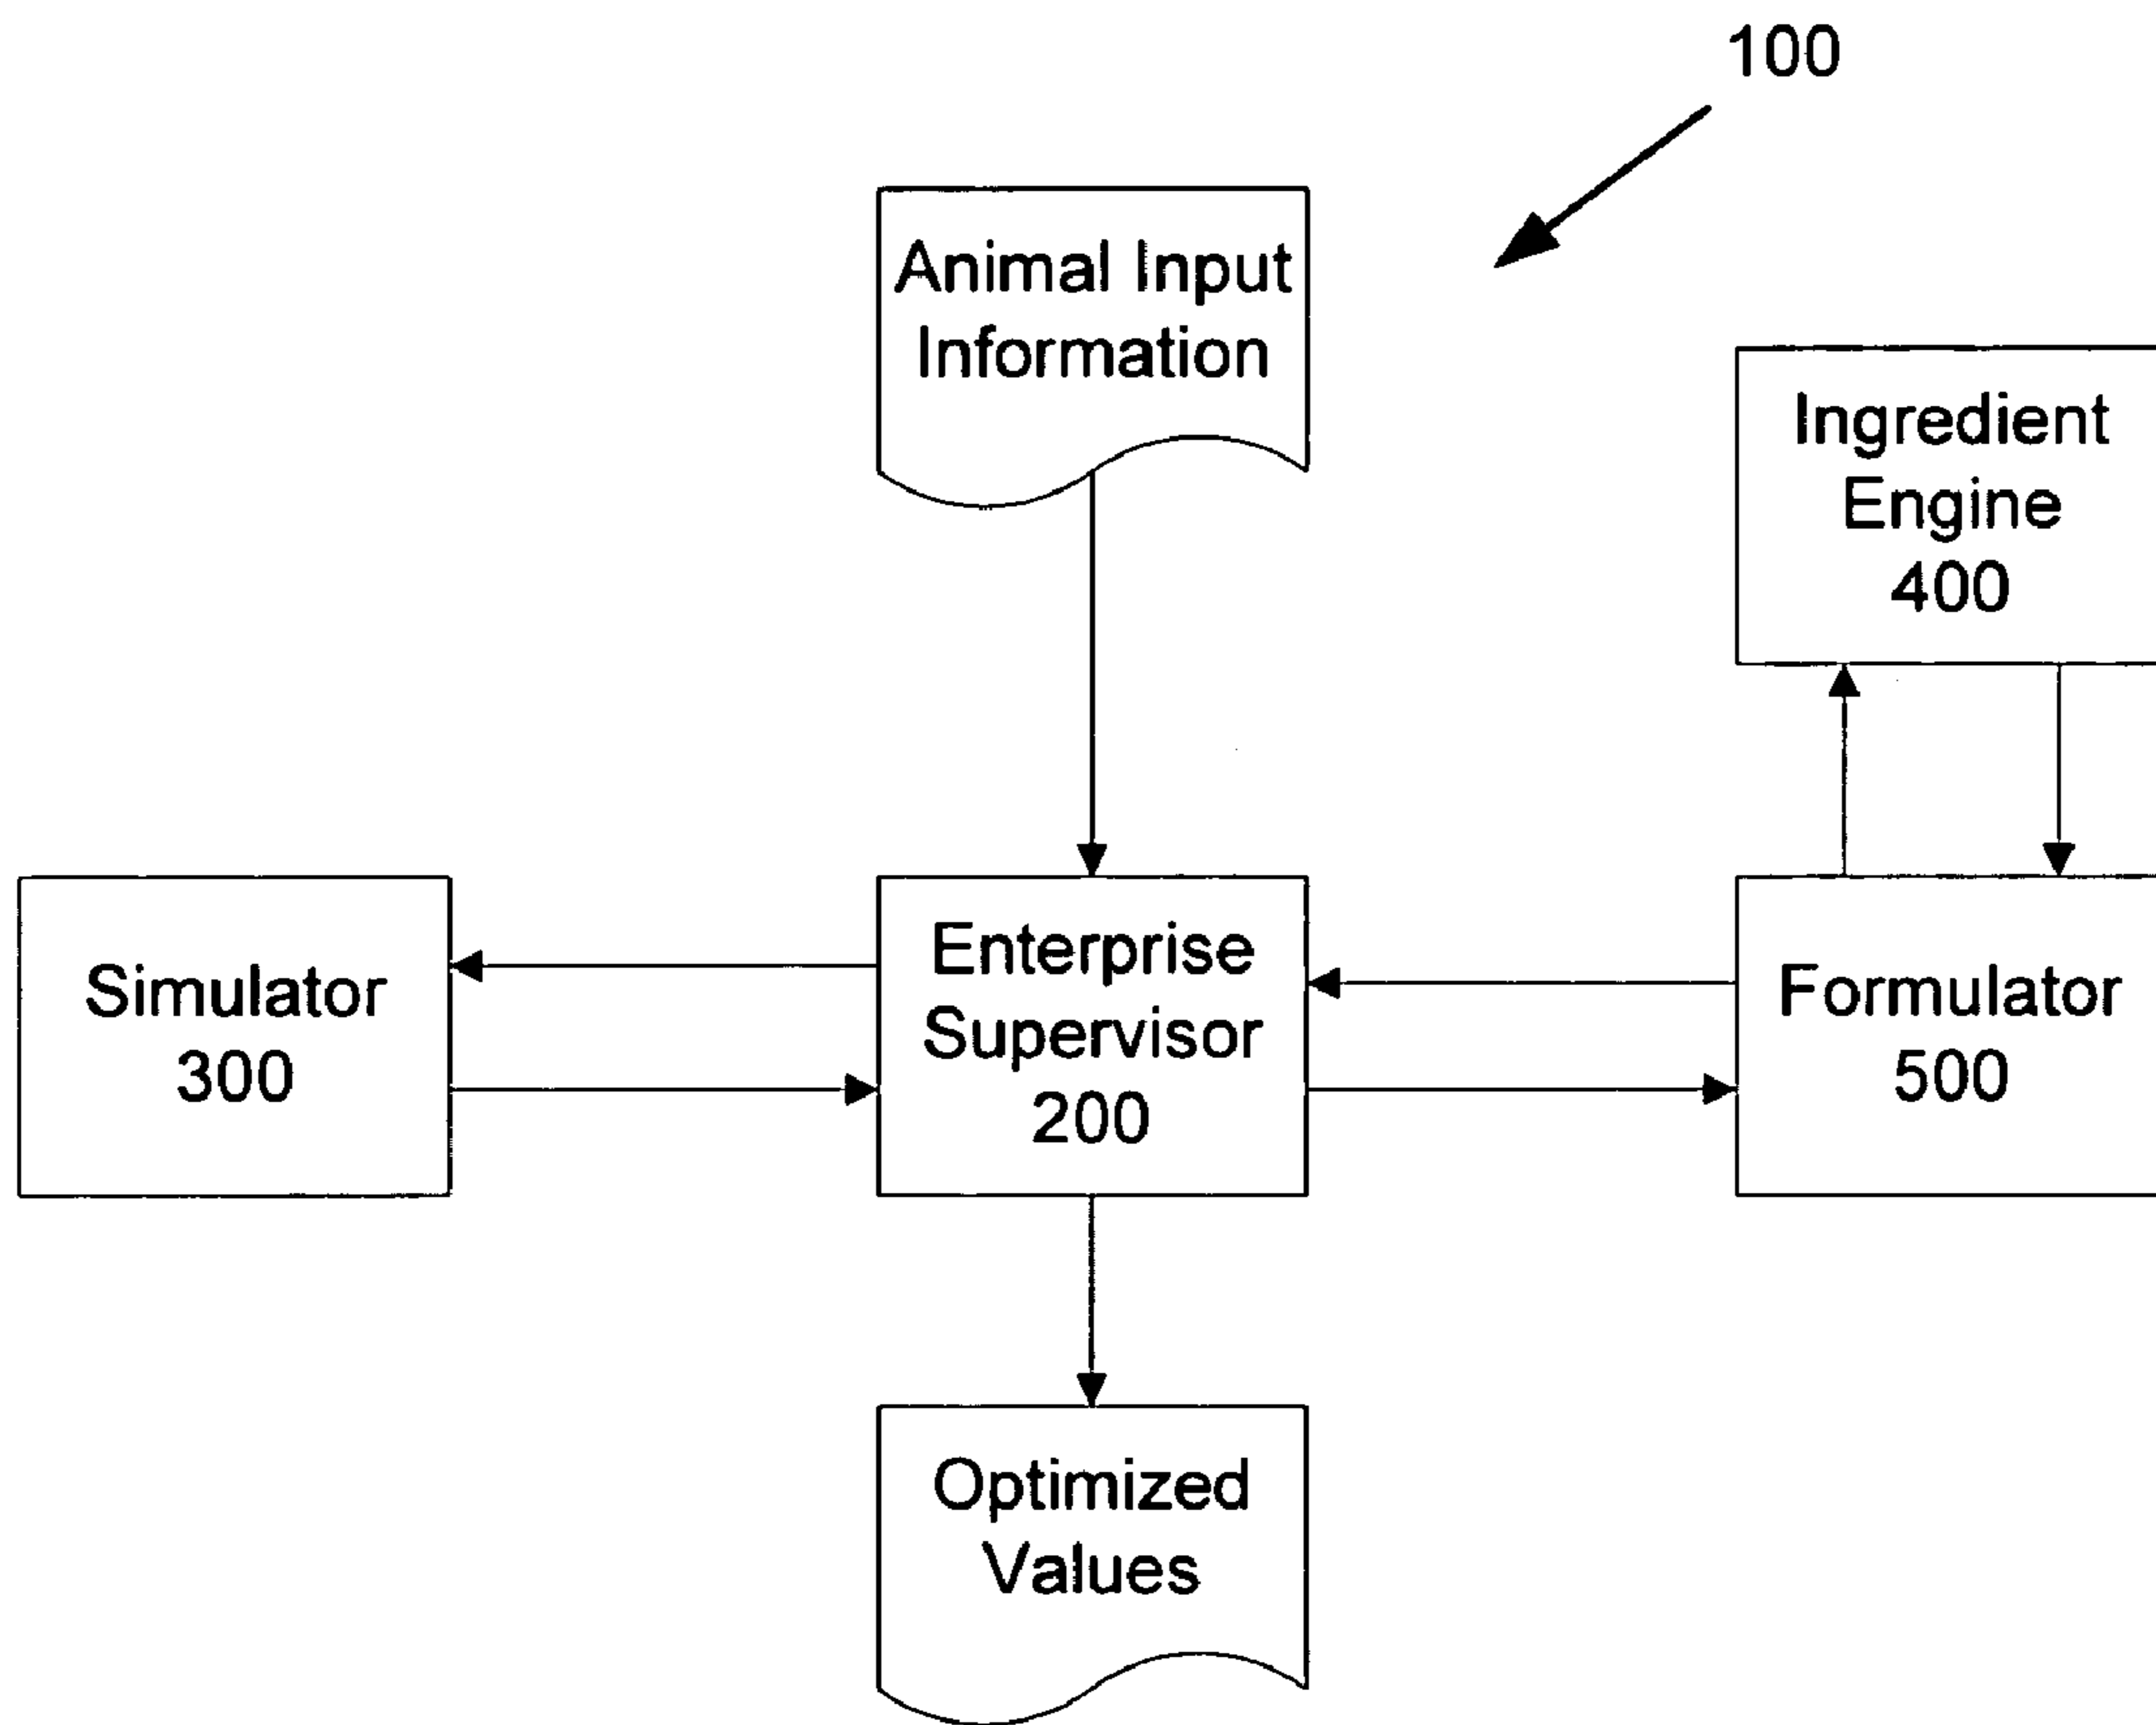 100
Animal Input
Information
Ingredient
Engine
400
Simulator
300
Enterprise
Supervisor
200
Formulator
500
Optimized
Values